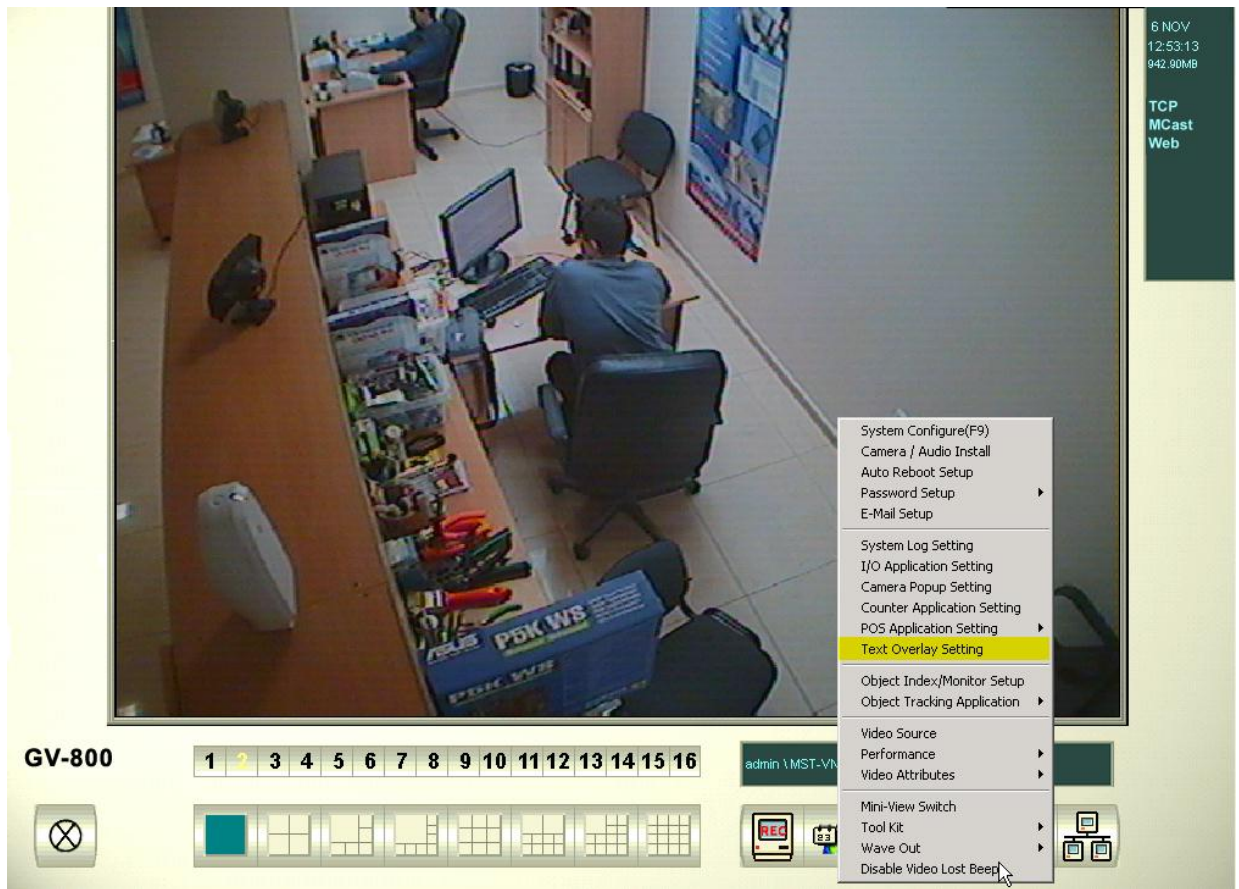 6 NOV
12:53:13
942.90MB
TCP
MCast
Web
ASUS P5K WS
P5K WS
System Configure(F9)
Camera / Audio Install
Auto Reboot Setup
Password Setup
E-Mail Setup
System Log Setting
I/O Application Setting
Camera Popup Setting
Counter Application Setting
POS Application Setting
Text Overlay Setting
Object Index/Monitor Setup
Object Tracking Application
Video Source
Performance
Video Attributes
Mini-View Switch
Tool Kit
Wave Out
Disable Video Lost Beep
GV-800
1 2 3 4 5 6 7 8 9 10 11 12 13 14 15 16
admin \ MST-VN
REC
23